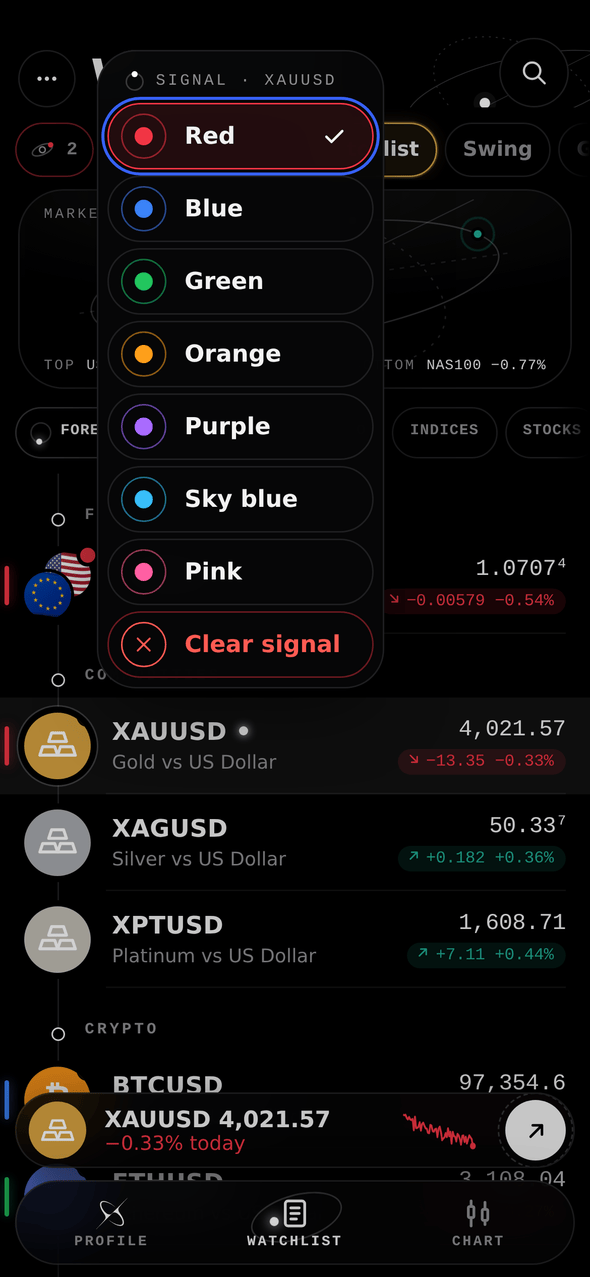 SIGNAL · XAUUSD
Red
2
list
Swing
Blue
MARKE
Green
Orange
TOP
NAS100 −0.77%
Purple
FORE
INDICES
STOCKS
Sky blue
Pink
1.0707⁴
−0.00579 −0.54%
Clear signal
XAUUSD
4,021.57
Gold vs US Dollar
−13.35 −0.33%
XAGUSD
50.33⁷
Silver vs US Dollar
+0.182 +0.36%
XPTUSD
1,608.71
Platinum vs US Dollar
+7.11 +0.44%
CRYPTO
BTCUSD
97,354.6
XAUUSD 4,021.57
−0.33% today
ETHUSD
3,108.04
PROFILE
WATCHLIST
CHART